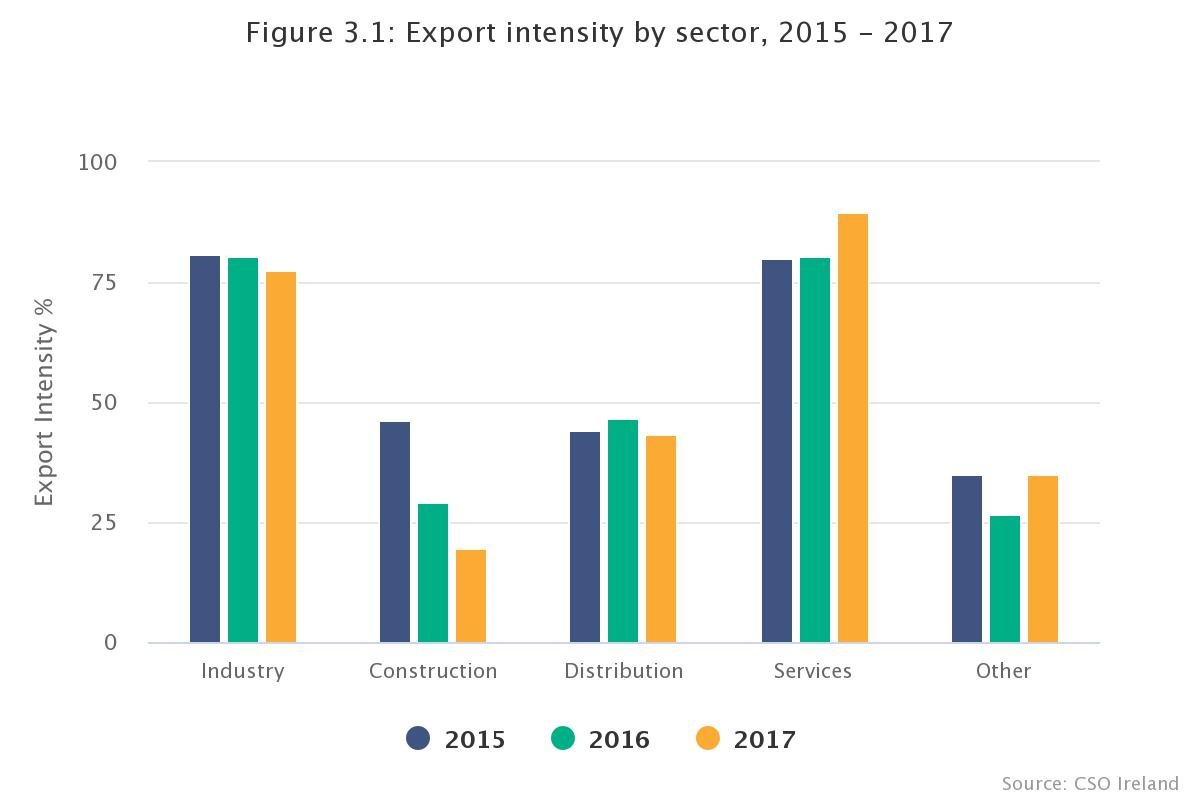 Figure 3.1: Export intensity by sector, 2015 – 2017
100
75
50
25
0
Export Intensity %
Industry
Construction
Distribution
Services
Other
2015
2016
2017
Source: CSO Ireland